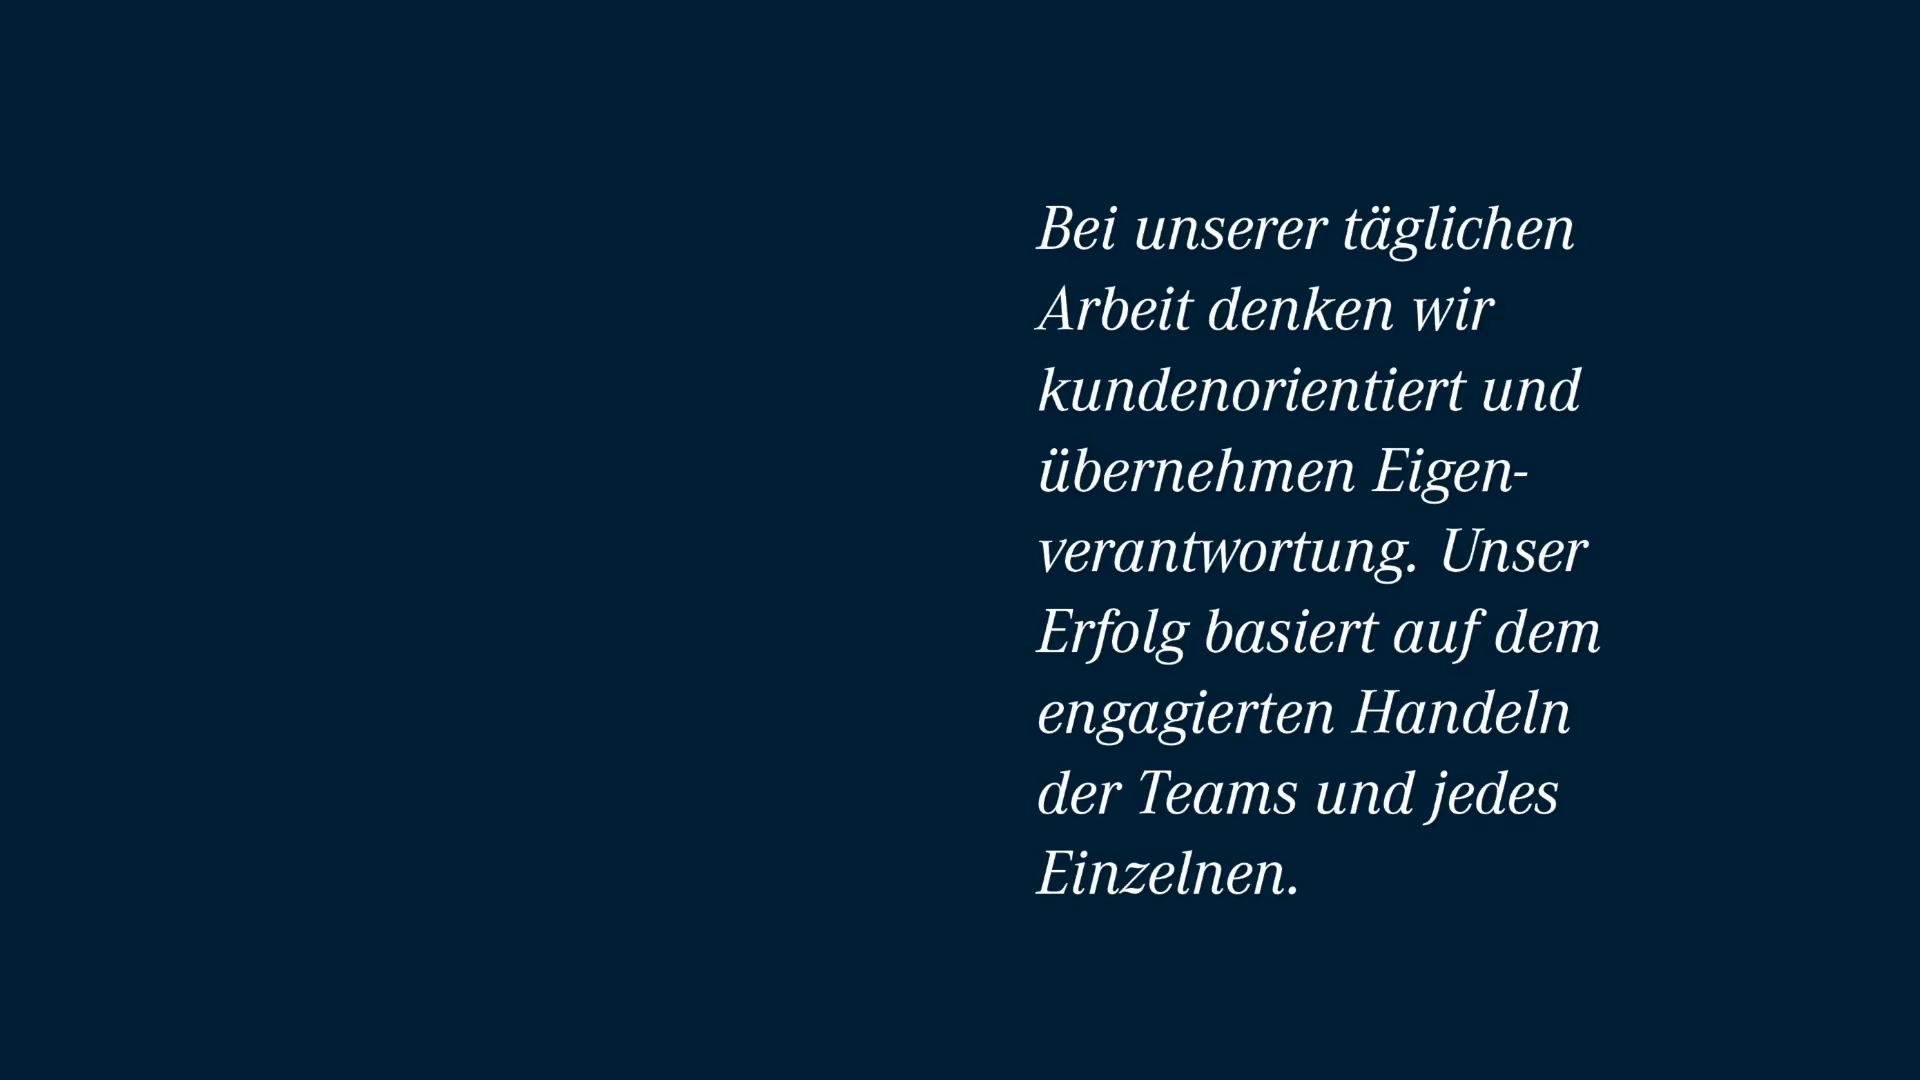 Bei unserer täglichen
Arbeit denken wir
kundenorientiert und
übernehmen Eigen-
verantwortung. Unser
Erfolg basiert auf dem
engagierten Handeln
der Teams und jedes
Einzelnen.